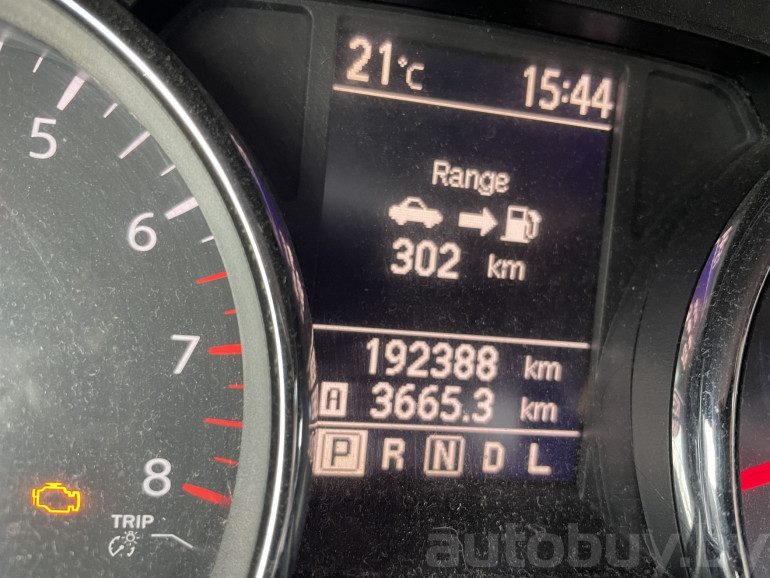 21°C 15:44
Range
302 km
192388 km
A 3665.3 km
P R N D L
5
6
7
8
TRIP
autobuy.by